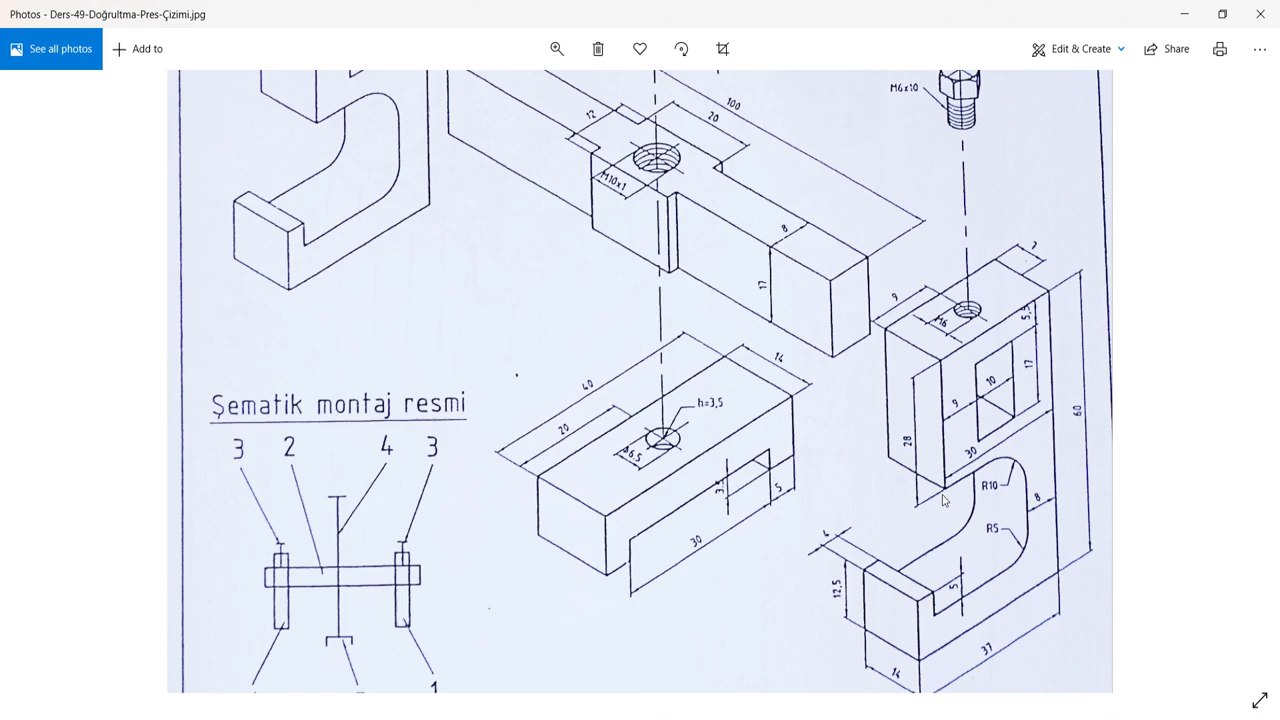 Photos - Ders-49-Doğrultma-Pres-Çizimi.jpg
See all photos
Add to
Edit & Create
Share
M6x10
100
12
20
M10x1
8
17
7
9
M6
5,5
17
10
9
28
30
60
R10
8
R5
4
12,5
5
14
37
40
14
20
h=3,5
ø6,5
5
30
Şematik montaj resmi
3 2 4 3
1